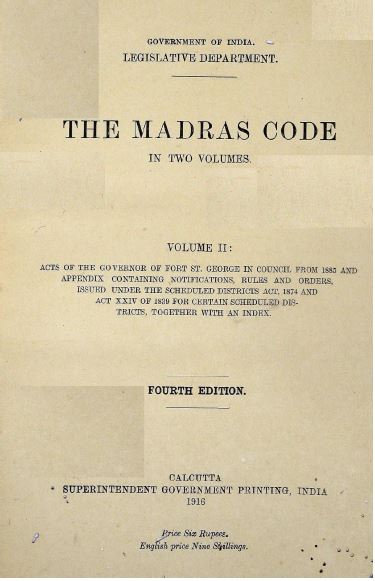 GOVERNMENT OF INDIA.
LEGISLATIVE DEPARTMENT.
THE MADRAS CODE
IN TWO VOLUMES.
VOLUME II:
ACTS OF THE GOVERNOR OF FORT ST. GEORGE IN COUNCIL FROM 1885 AND
APPENDIX CONTAINING NOTIFICATIONS, RULES AND ORDERS,
ISSUED UNDER THE SCHEDULED DISTRICTS ACT, 1874 AND
ACT XXIV OF 1839 FOR CERTAIN SCHEDULED DIS-
TRICTS, TOGETHER WITH AN INDEX.
FOURTH EDITION.
CALCUTTA
SUPERINTENDENT GOVERNMENT PRINTING, INDIA
1916
Price Six Rupees.
English price Nine Shillings.